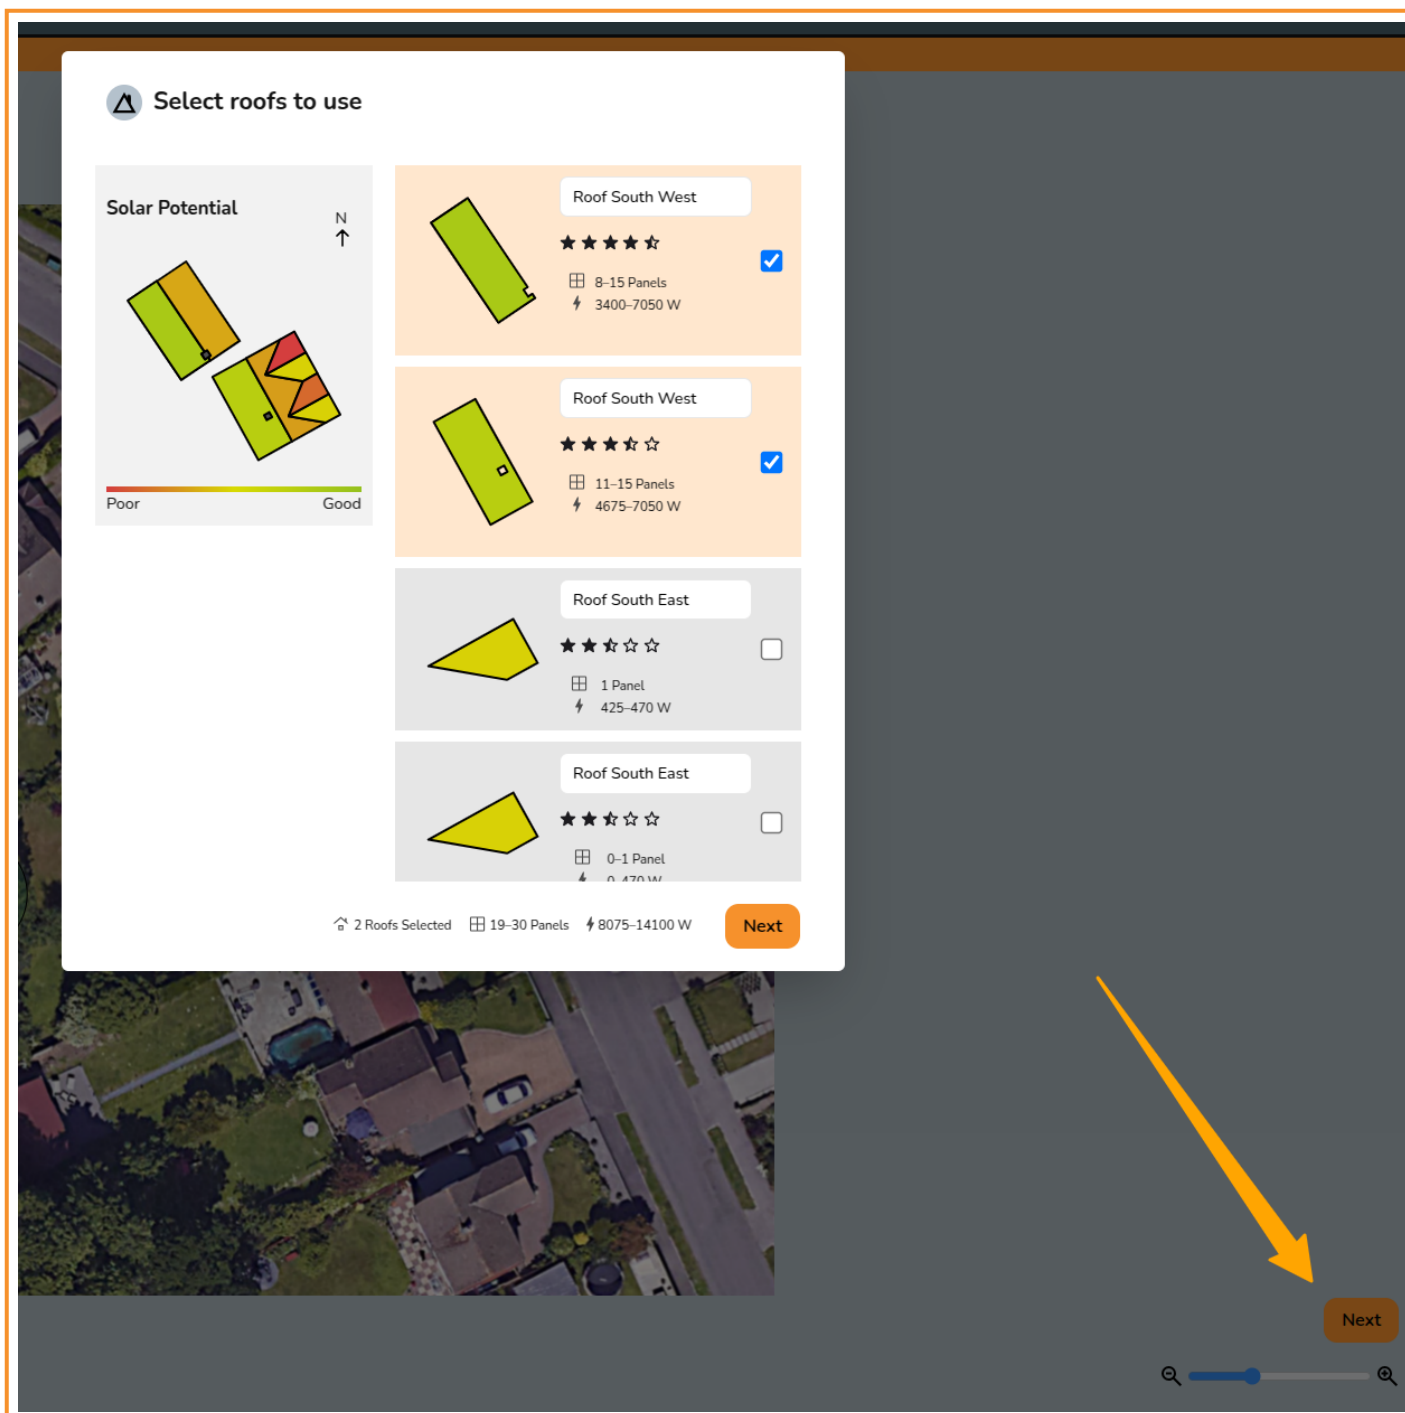 Select roofs to use
Solar Potential
N
Poor
Good
Roof South West
8–15 Panels
3400–7050 W
Roof South West
11–15 Panels
4675–7050 W
Roof South East
1 Panel
425–470 W
Roof South East
0–1 Panel
0–470 W
2 Roofs Selected
19–30 Panels
8075–14100 W
Next
Next